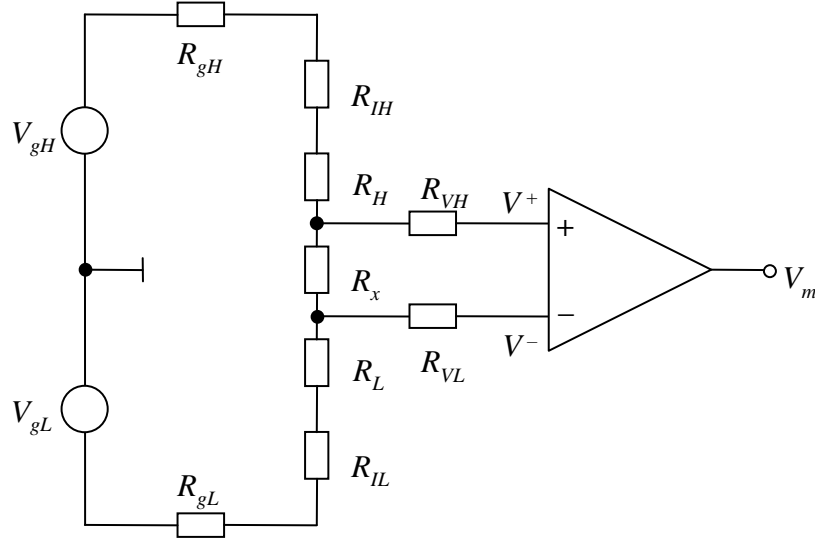 R_gH
R_IH
V_gH
R_H
R_VH
V⁺
+
R_x
V_m
−
V⁻
R_L
R_VL
V_gL
R_IL
R_gL